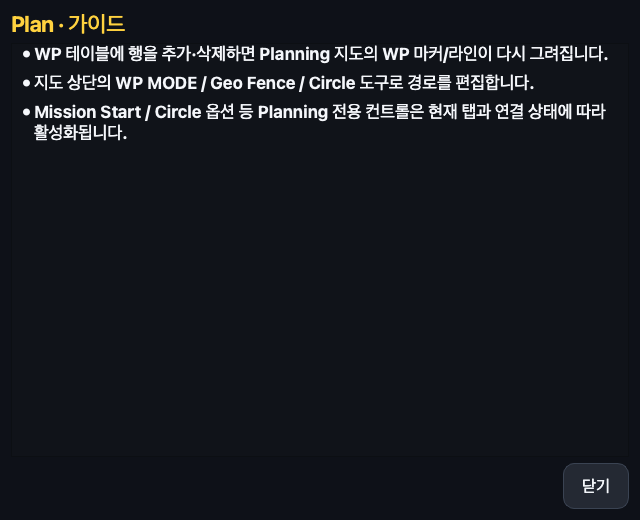 Plan · 가이드
• WP 테이블에 행을 추가·삭제하면 Planning 지도의 WP 마커/라인이 다시 그려집니다.
• 지도 상단의 WP MODE / Geo Fence / Circle 도구로 경로를 편집합니다.
• Mission Start / Circle 옵션 등 Planning 전용 컨트롤은 현재 탭과 연결 상태에 따라
활성화됩니다.
닫기